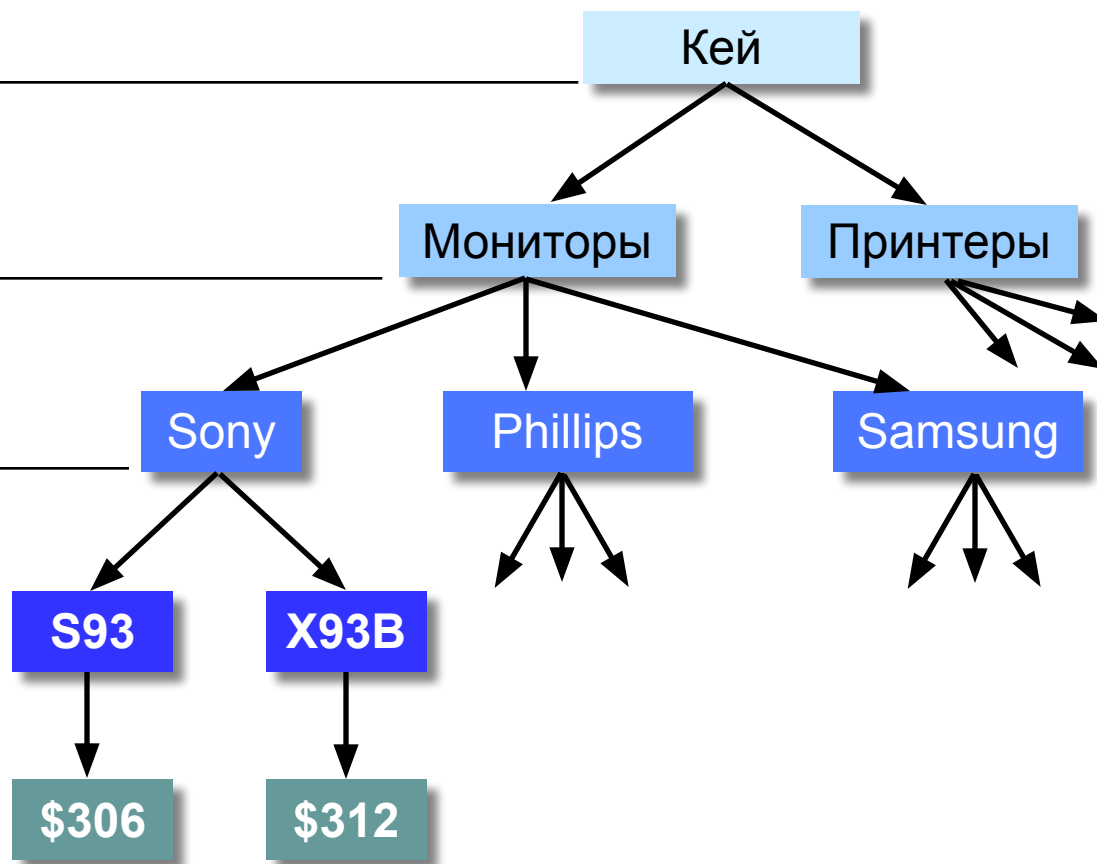 Кей
Мониторы
Принтеры
Sony
Phillips
Samsung
S93
X93B
$306
$312